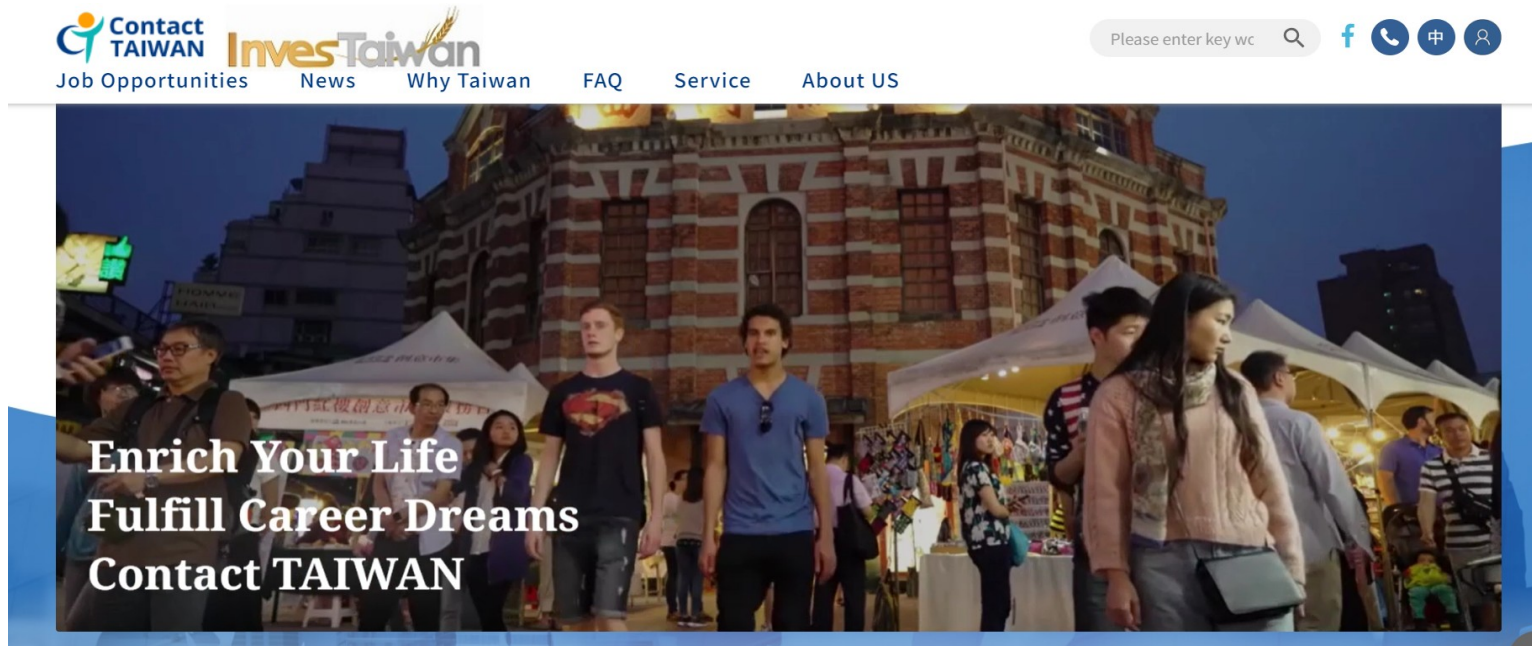 Contact
TAIWAN
InvesTaiwan
Please enter key wc
f
中
Job Opportunities
News
Why Taiwan
FAQ
Service
About US
Enrich Your Life
Fulfill Career Dreams
Contact TAIWAN